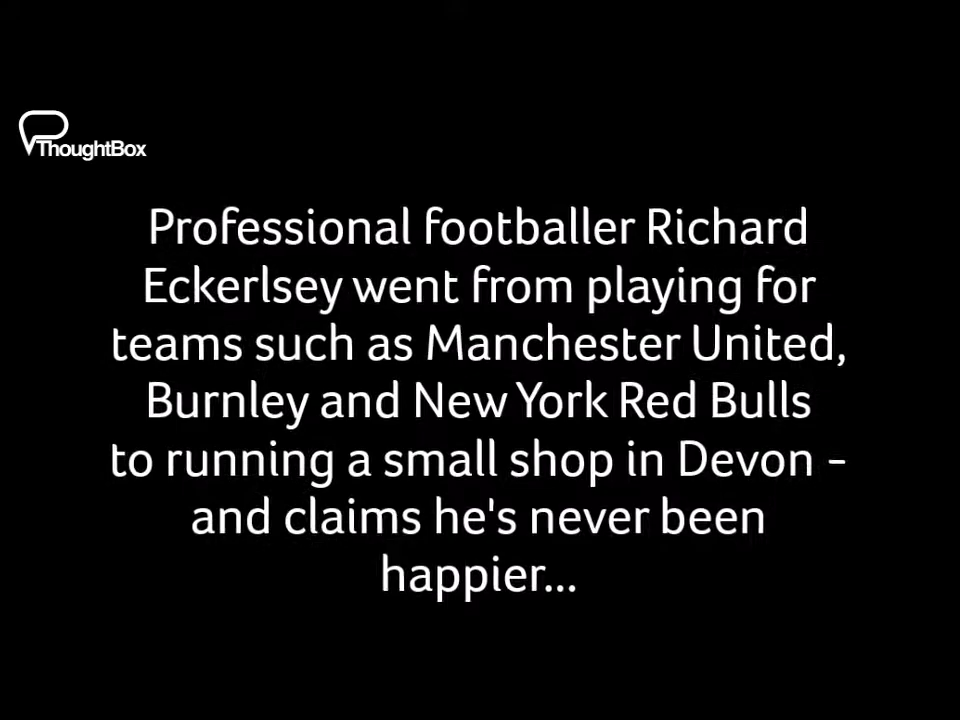 ThoughtBox
Professional footballer Richard
Eckerlsey went from playing for
teams such as Manchester United,
Burnley and New York Red Bulls
to running a small shop in Devon -
and claims he's never been
happier...